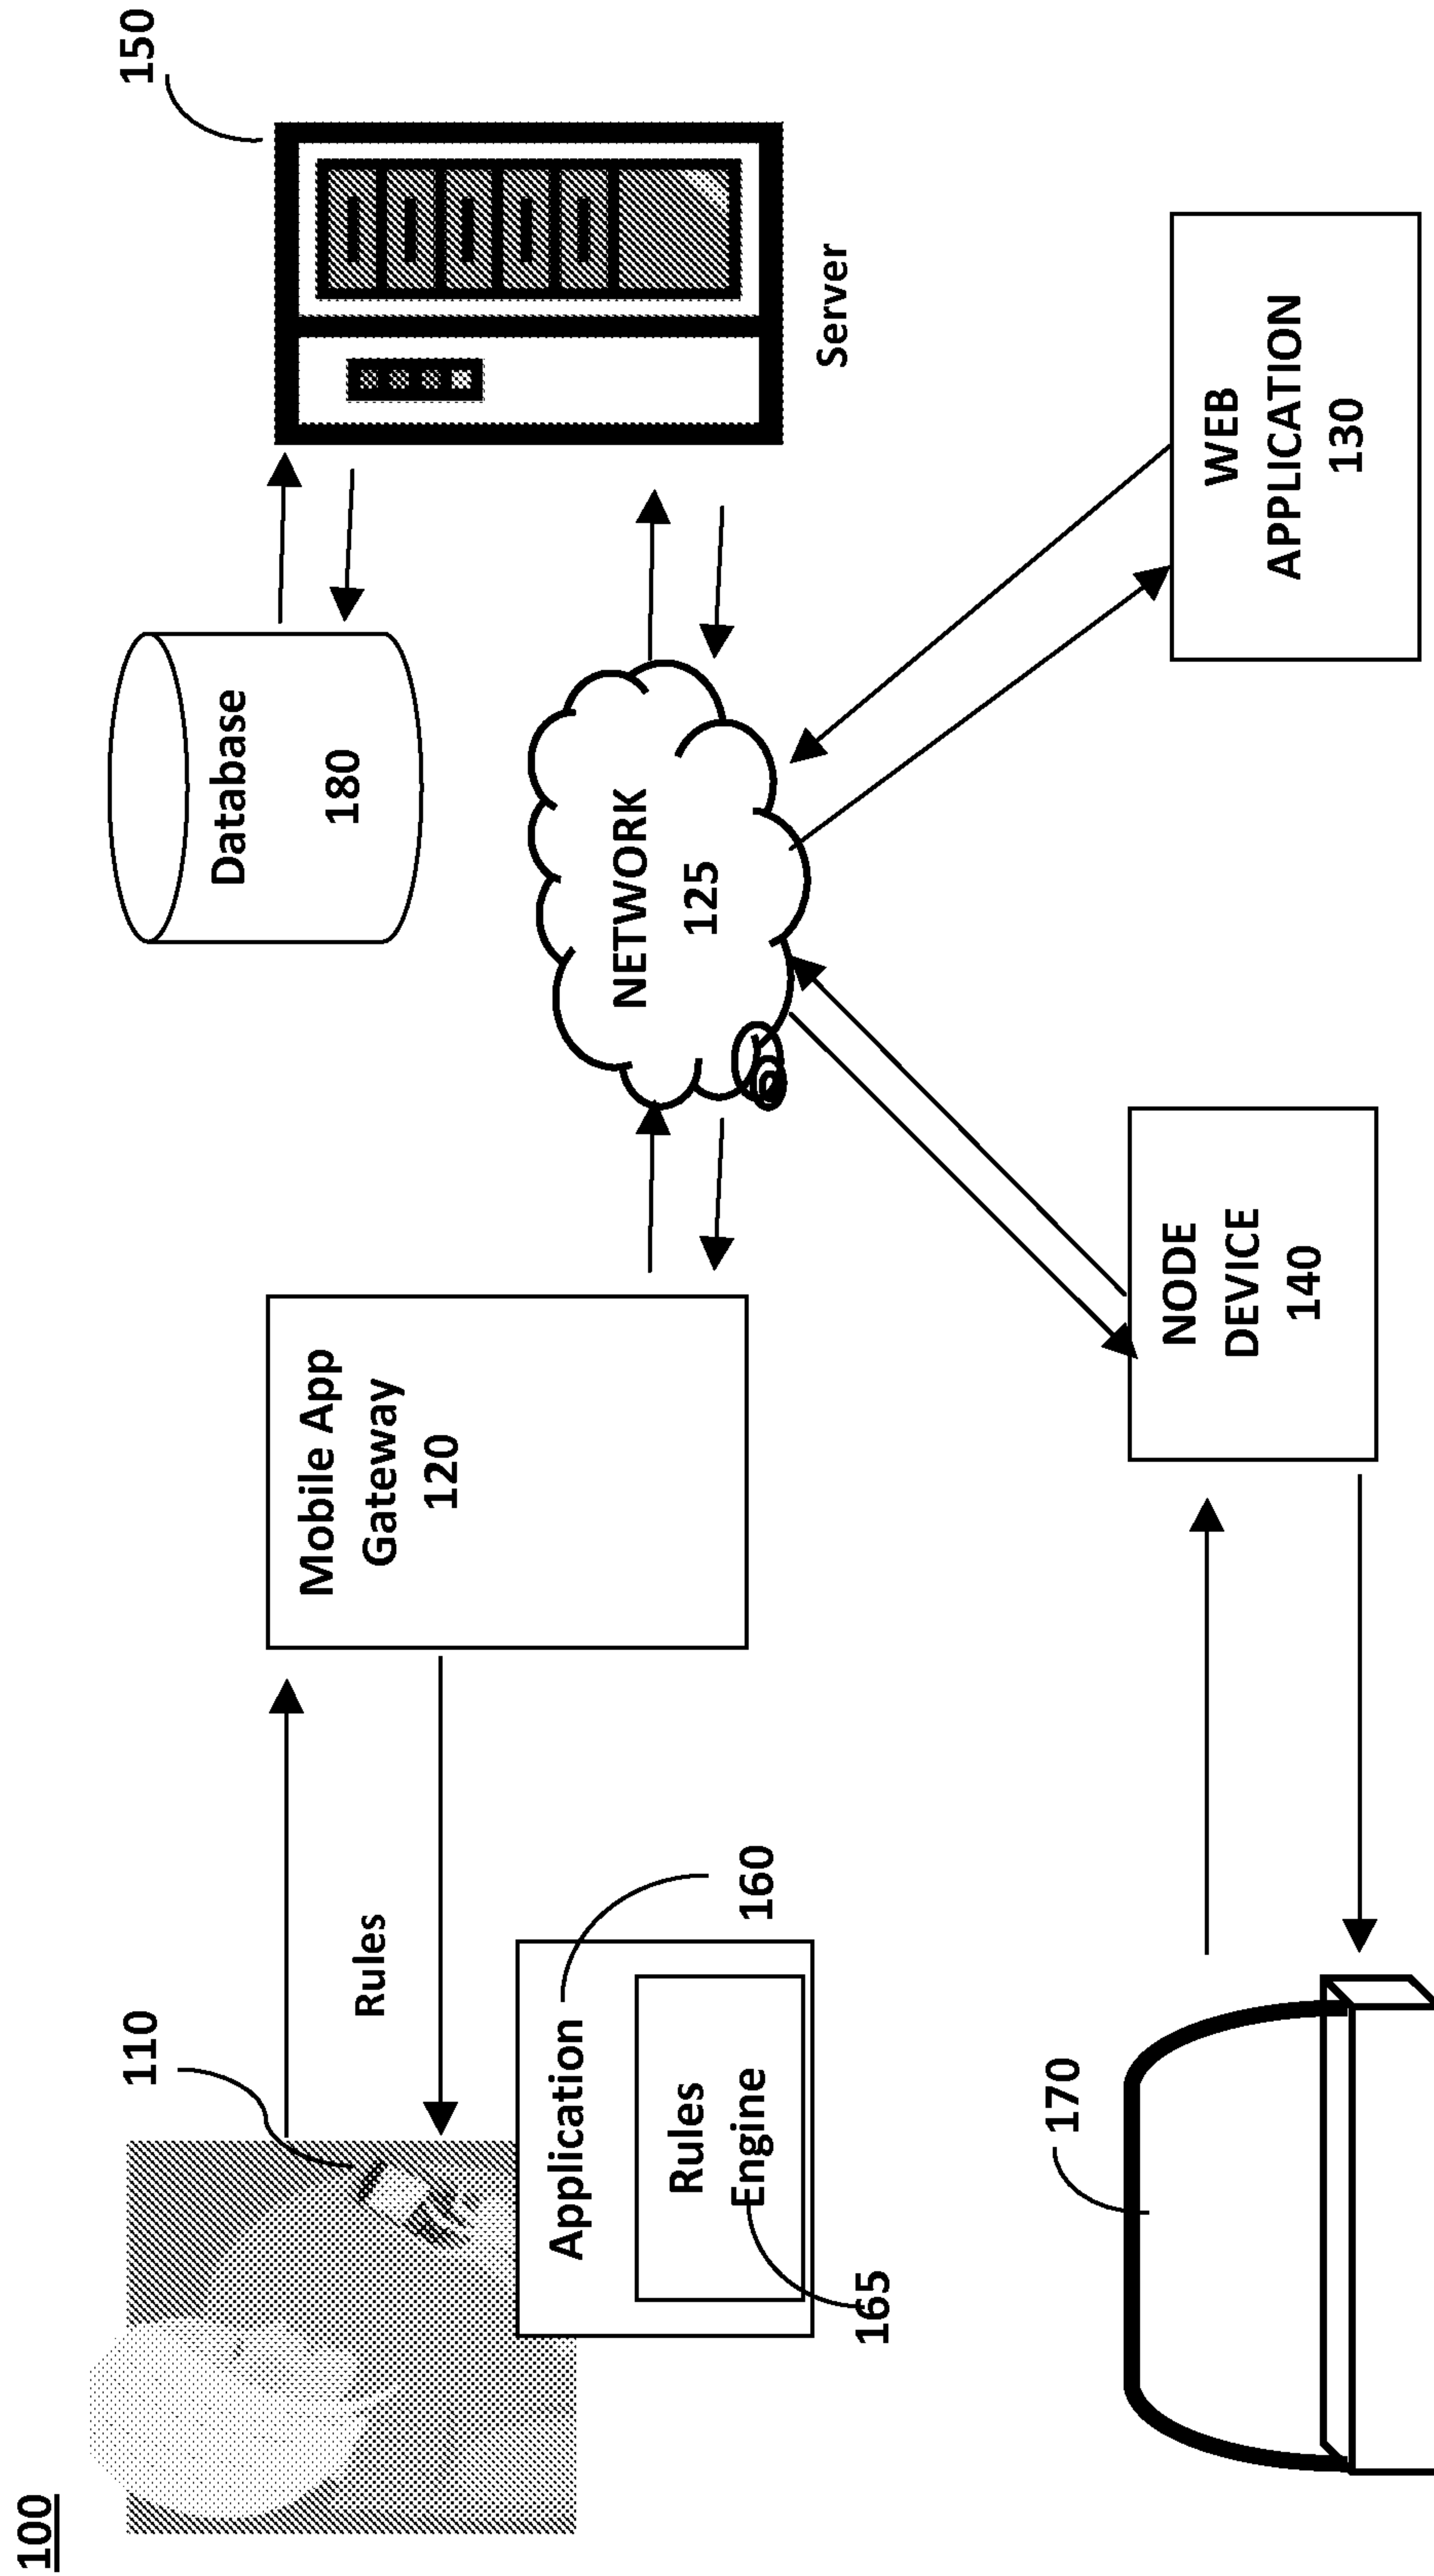 100
110
Rules
Application
160
Rules
Engine
165
Mobile App
Gateway
120
Database
180
150
Server
NETWORK
125
170
NODE
DEVICE
140
WEB
APPLICATION
130